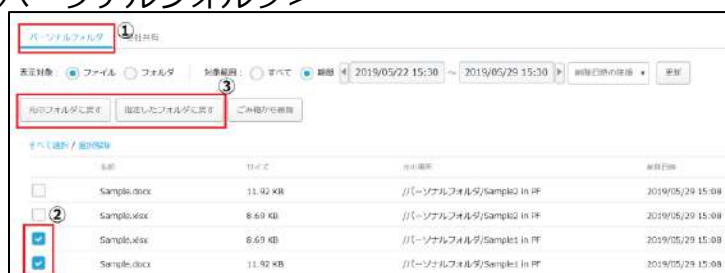 パーソナルフォルダ＞
パーソナルフォルダ ① 社共有
表示対象： ファイル フォルダ 対象範囲： すべて 期間 2019/05/22 15:30 ～ 2019/05/29 15:30 削除日時の降順 更新
③
元のフォルダに戻す 指定したフォルダに戻す ごみ箱から削除
すべて選択 / 選択解除
名前 サイズ 元の場所 削除日時
Sample.docx 11.92 KB //パーソナルフォルダ/Sample2 in PF 2019/05/29 15:08
② Sample.xlsx 8.69 KB //パーソナルフォルダ/Sample2 in PF 2019/05/29 15:08
Sample.xlsx 8.69 KB //パーソナルフォルダ/Sample1 in PF 2019/05/29 15:08
Sample.docx 11.92 KB //パーソナルフォルダ/Sample1 in PF 2019/05/29 15:08